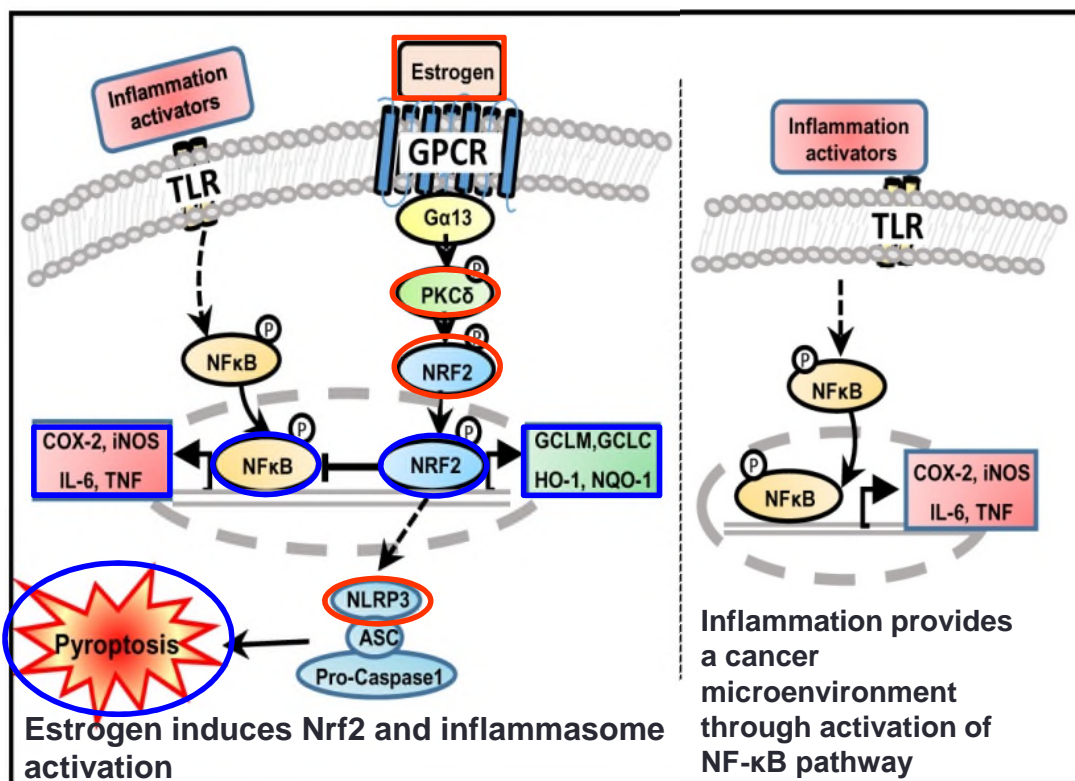 Inflammation
activators
TLR
Estrogen
GPCR
Gα13
P
PKCδ
P
NRF2
P
NFκB
COX-2, iNOS
IL-6, TNF
P
NFκB
P
NRF2
GCLM,GCLC
HO-1, NQO-1
NLRP3
ASC
Pro-Caspase1
Pyroptosis
Estrogen induces Nrf2 and inflammasome
activation
Inflammation
activators
TLR
P
NFκB
P
NFκB
COX-2, iNOS
IL-6, TNF
Inflammation provides
a cancer
microenvironment
through activation of
NF-κB pathway